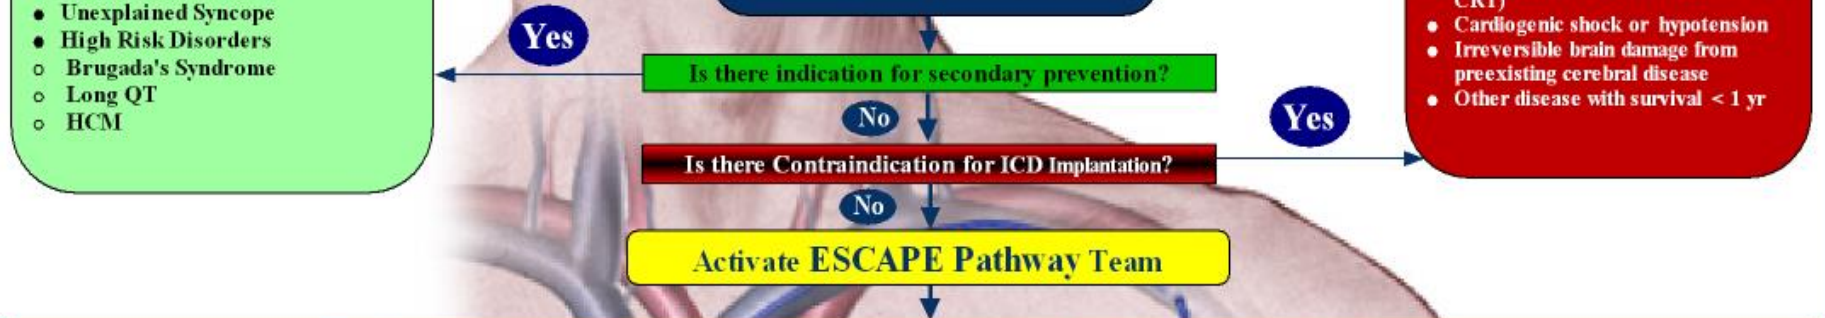 ● Unexplained Syncope
● High Risk Disorders
○ Brugada's Syndrome
○ Long QT
○ HCM
Yes
Is there indication for secondary prevention?
No
Is there Contraindication for ICD Implantation?
No
Activate ESCAPE Pathway Team
Yes
CRT)
● Cardiogenic shock or hypotension
● Irreversible brain damage from
preexisting cerebral disease
● Other disease with survival < 1 yr